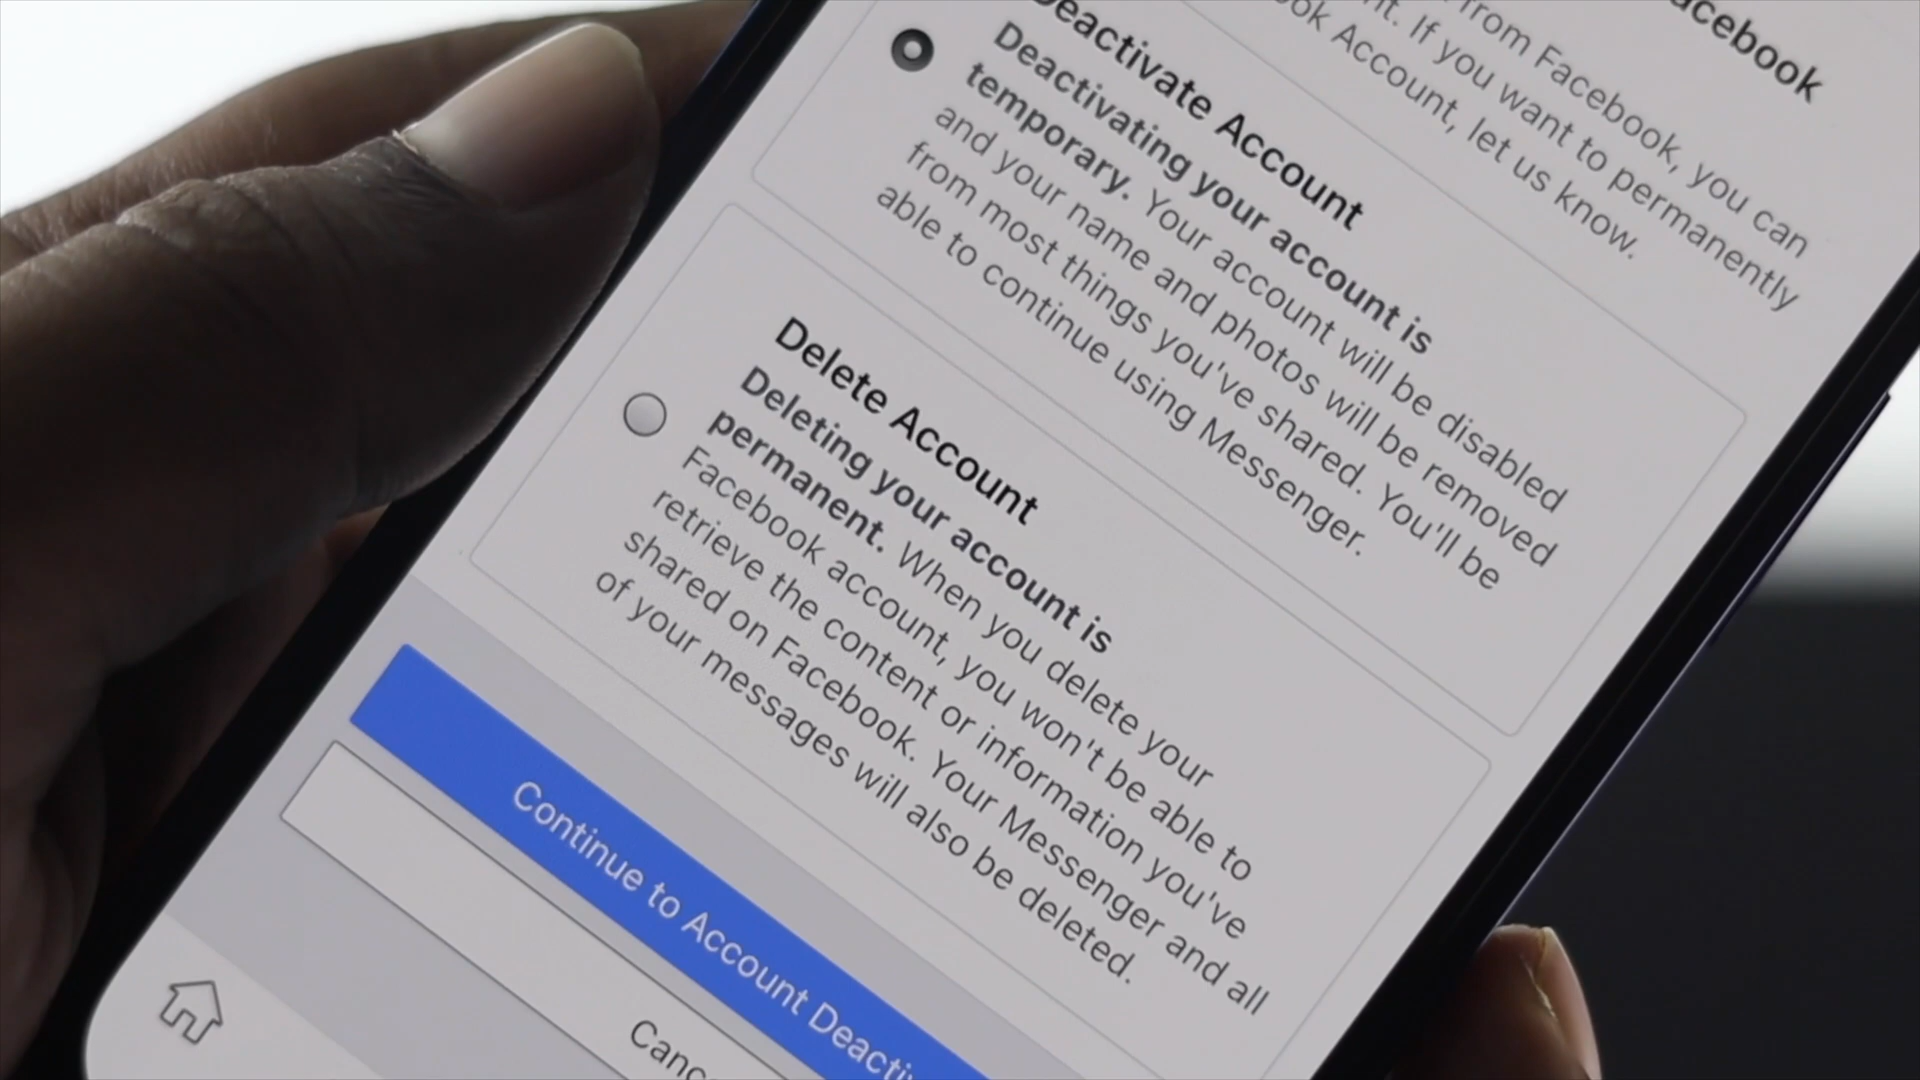 Facebook
from Facebook, you can
If you want to permanently
Account, let us know.
Deactivate Account
Deactivating your account is
temporary. Your account will be disabled
and your name and photos will be removed
from most things you've shared. You'll be
able to continue using Messenger.
Delete Account
Deleting your account is
permanent. When you delete your
Facebook account, you won't be able to
retrieve the content or information you've
shared on Facebook. Your Messenger and all
of your messages will also be deleted.
Continue to Account Deacti
Canc